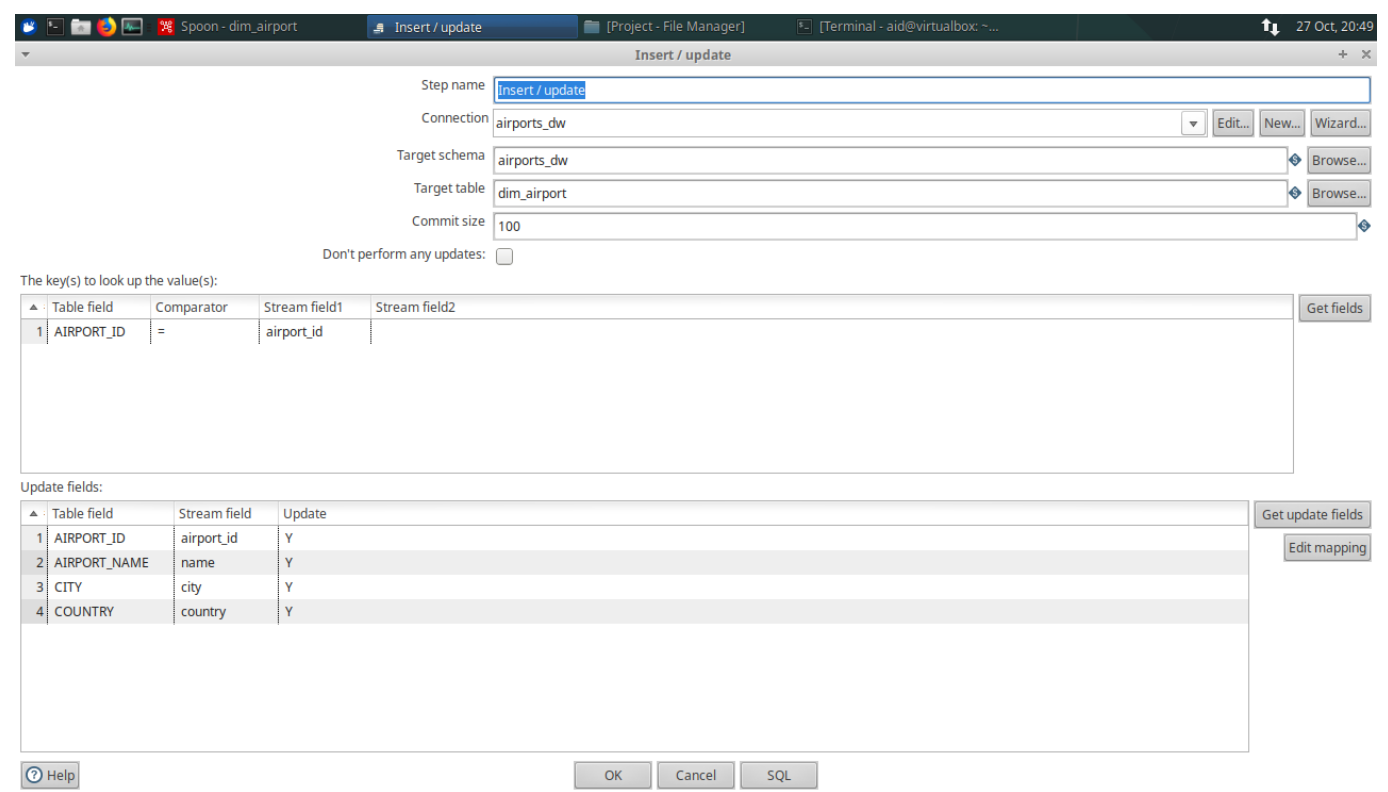 Spoon - dim_airport Insert / update [Project - File Manager] [Terminal - aid@virtualbox: ~... 27 Oct, 20:49
Insert / update
Step name Insert / update
Connection airports_dw Edit... New... Wizard...
Target schema airports_dw Browse...
Target table dim_airport Browse...
Commit size 100
Don't perform any updates:
The key(s) to look up the value(s):
Table field Comparator Stream field1 Stream field2 Get fields
1 AIRPORT_ID = airport_id
Update fields:
Table field Stream field Update Get update fields
1 AIRPORT_ID airport_id Y
Edit mapping
2 AIRPORT_NAME name Y
3 CITY city Y
4 COUNTRY country Y
Help OK Cancel SQL